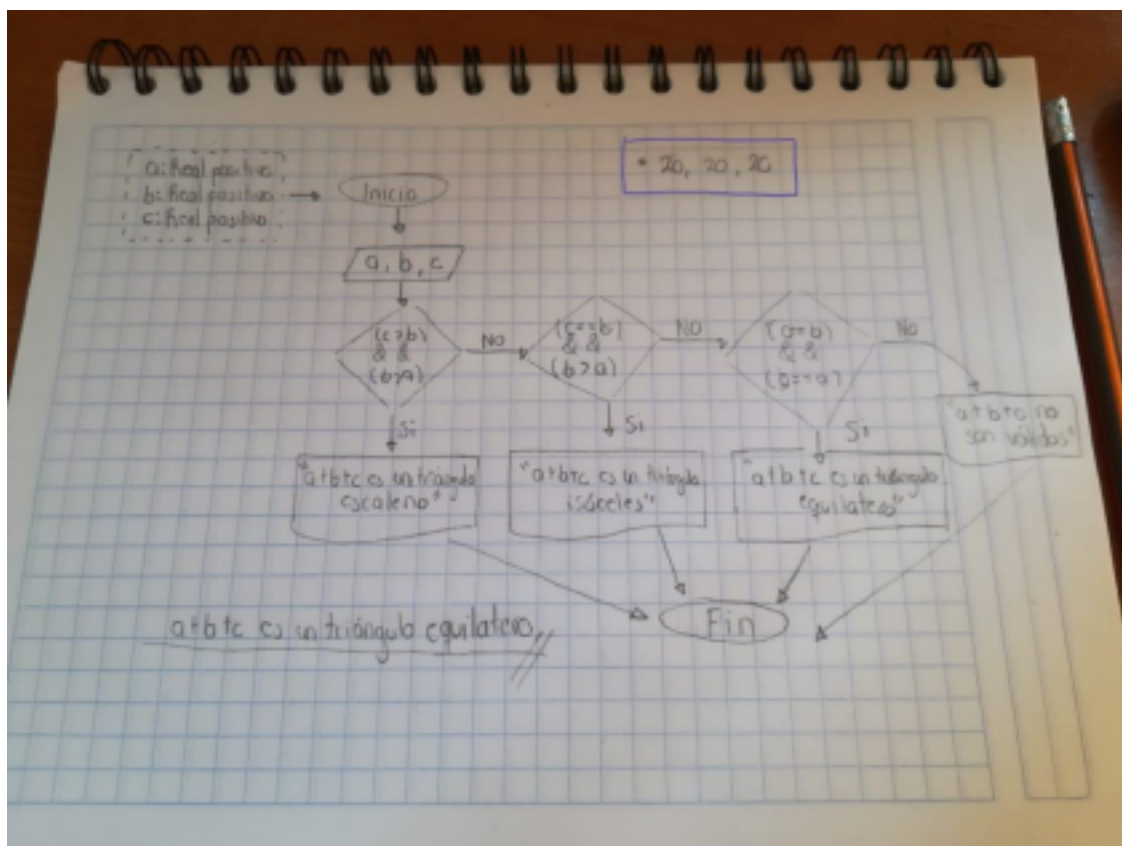 a: Real positivo
b: Real positivo
c: Real positivo
* 20, 20, 20
Inicio
a, b, c
(c>b)
& &
(b>a)
NO
(c==b)
& &
(b>a)
NO
& &
No
Si
Si
Si
"a+b+c no
son válidos"
"a+b+c es un triángulo
escaleno"
"a+b+c es un triángulo
isóceles"
"a+b+c es un triángulo
equilatero"
Fin
a+b+c es un triángulo equilatero,